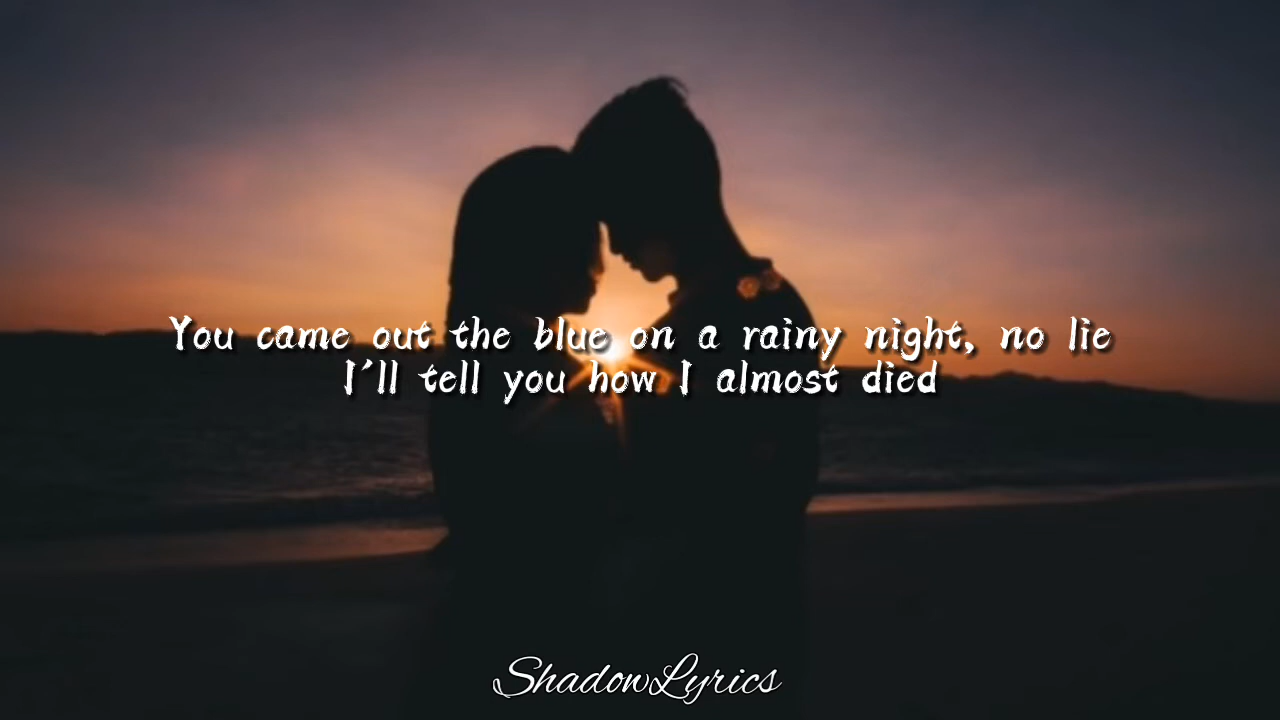 You came out the blue on a rainy night, no lie
I'll tell you how I almost died
ShadowLyrics